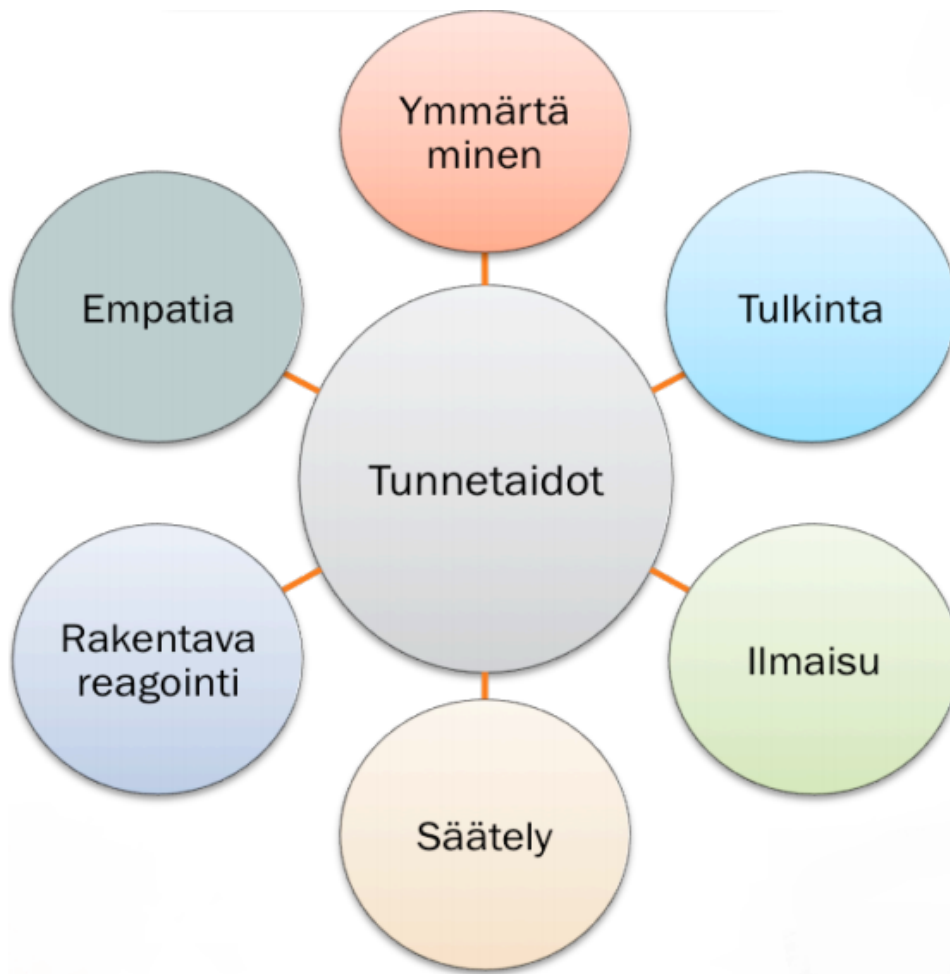 Ymmärtä
minen
Tulkinta
Ilmaisu
Säätely
Rakentava
reagointi
Empatia
Tunnetaidot